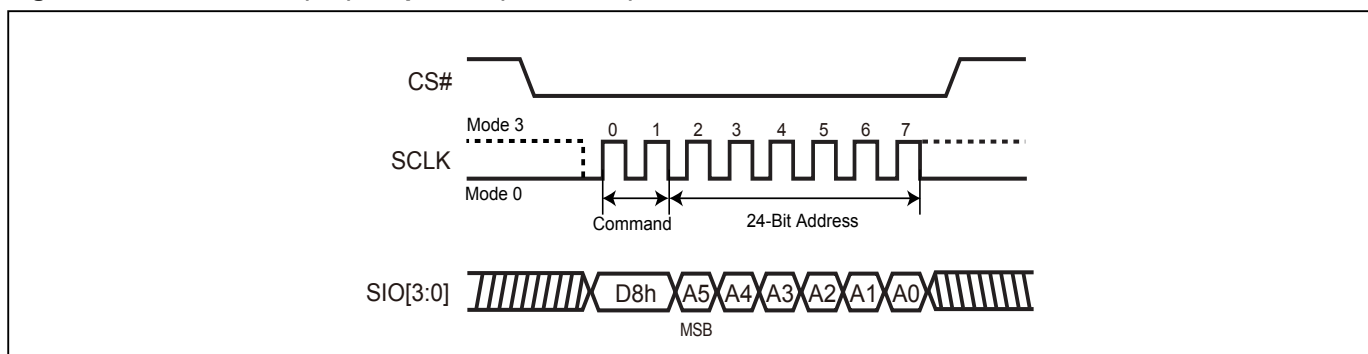 CS#
Mode 3
0 1 2 3 4 5 6 7
SCLK
Mode 0
Command
24-Bit Address
SIO[3:0]
D8h A5 A4 A3 A2 A1 A0
MSB